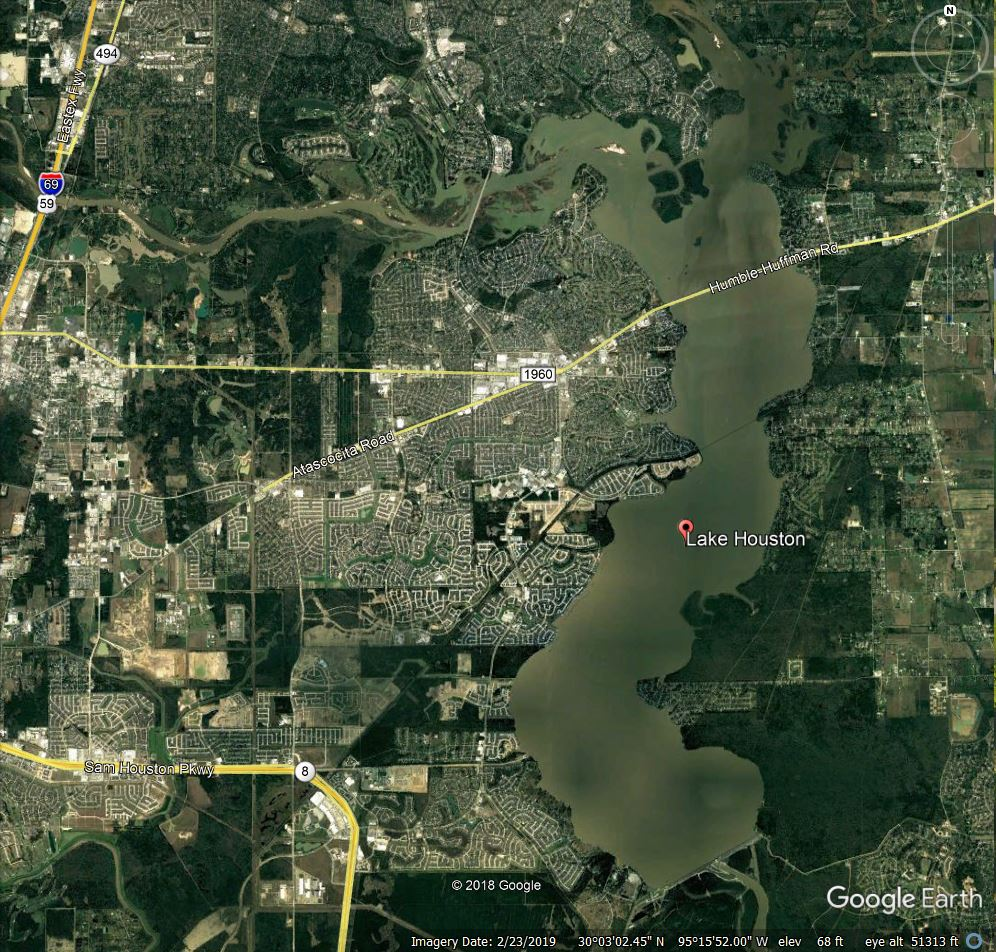 N
494
Eastex Fwy
69
59
Humble-Huffman Rd
1960
Atascocita Road
Lake Houston
Sam Houston Pkwy
8
© 2018 Google
Google Earth
Imagery Date: 2/23/2019 30°03'02.45" N 95°15'52.00" W elev 68 ft eye alt 51313 ft